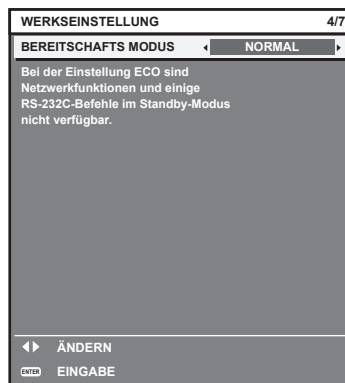 WERKSEINSTELLUNG 4/7
BEREITSCHAFTS MODUS NORMAL
Bei der Einstellung ECO sind
Netzwerkfunktionen und einige
RS-232C-Befehle im Standby-Modus
nicht verfügbar.
ÄNDERN
ENTER EINGABE